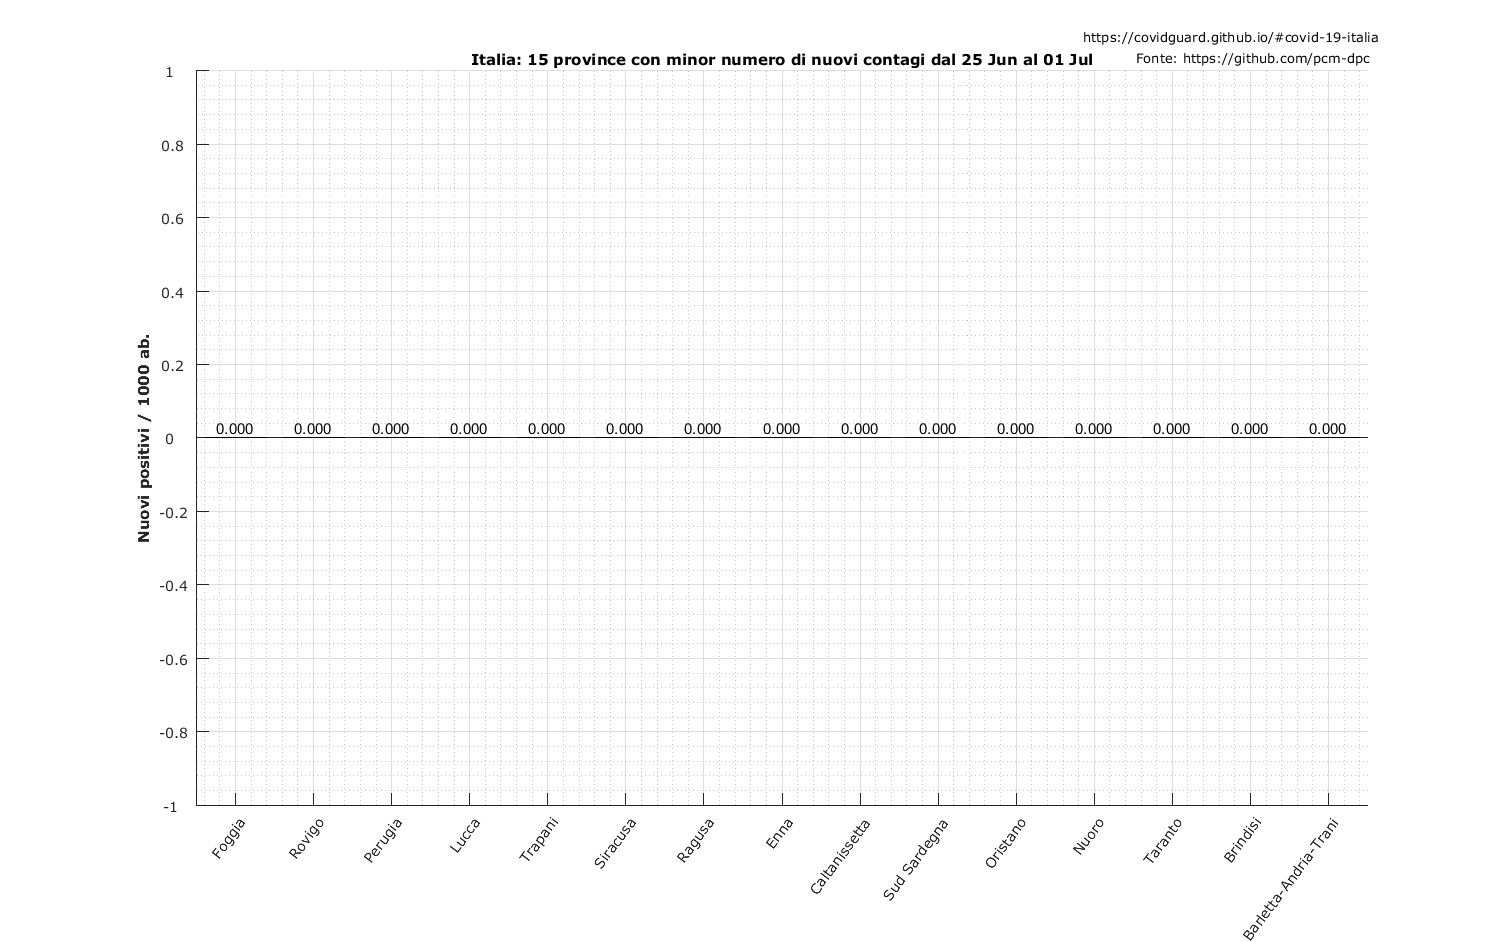 https://covidguard.github.io/#covid-19-italia
Italia: 15 province con minor numero di nuovi contagi dal 25 Jun al 01 Jul
Fonte: https://github.com/pcm-dpc
Nuovi positivi / 1000 ab.
1
0.8
0.6
0.4
0.2
0
-0.2
-0.4
-0.6
-0.8
-1
0.000 0.000 0.000 0.000 0.000 0.000 0.000 0.000 0.000 0.000 0.000 0.000 0.000 0.000 0.000
Foggia
Rovigo
Perugia
Lucca
Trapani
Siracusa
Ragusa
Enna
Caltanissetta
Sud Sardegna
Oristano
Nuoro
Taranto
Brindisi
Barletta-Andria-Trani